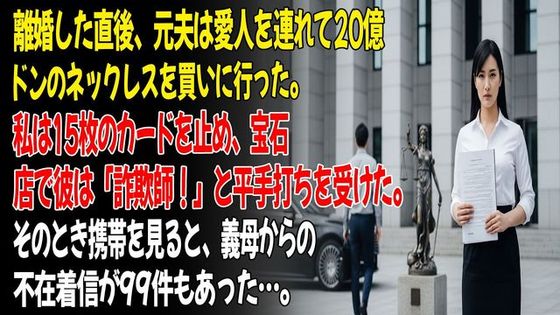 離婚した直後、元夫は愛人を連れて20億
ドンのネックレスを買いに行った。
私は15枚のカードを止め、宝石
店で彼は「詐欺師！」と平手打ちを受けた。
そのとき携帯を見ると、義母からの
不在着信が99件もあった…。